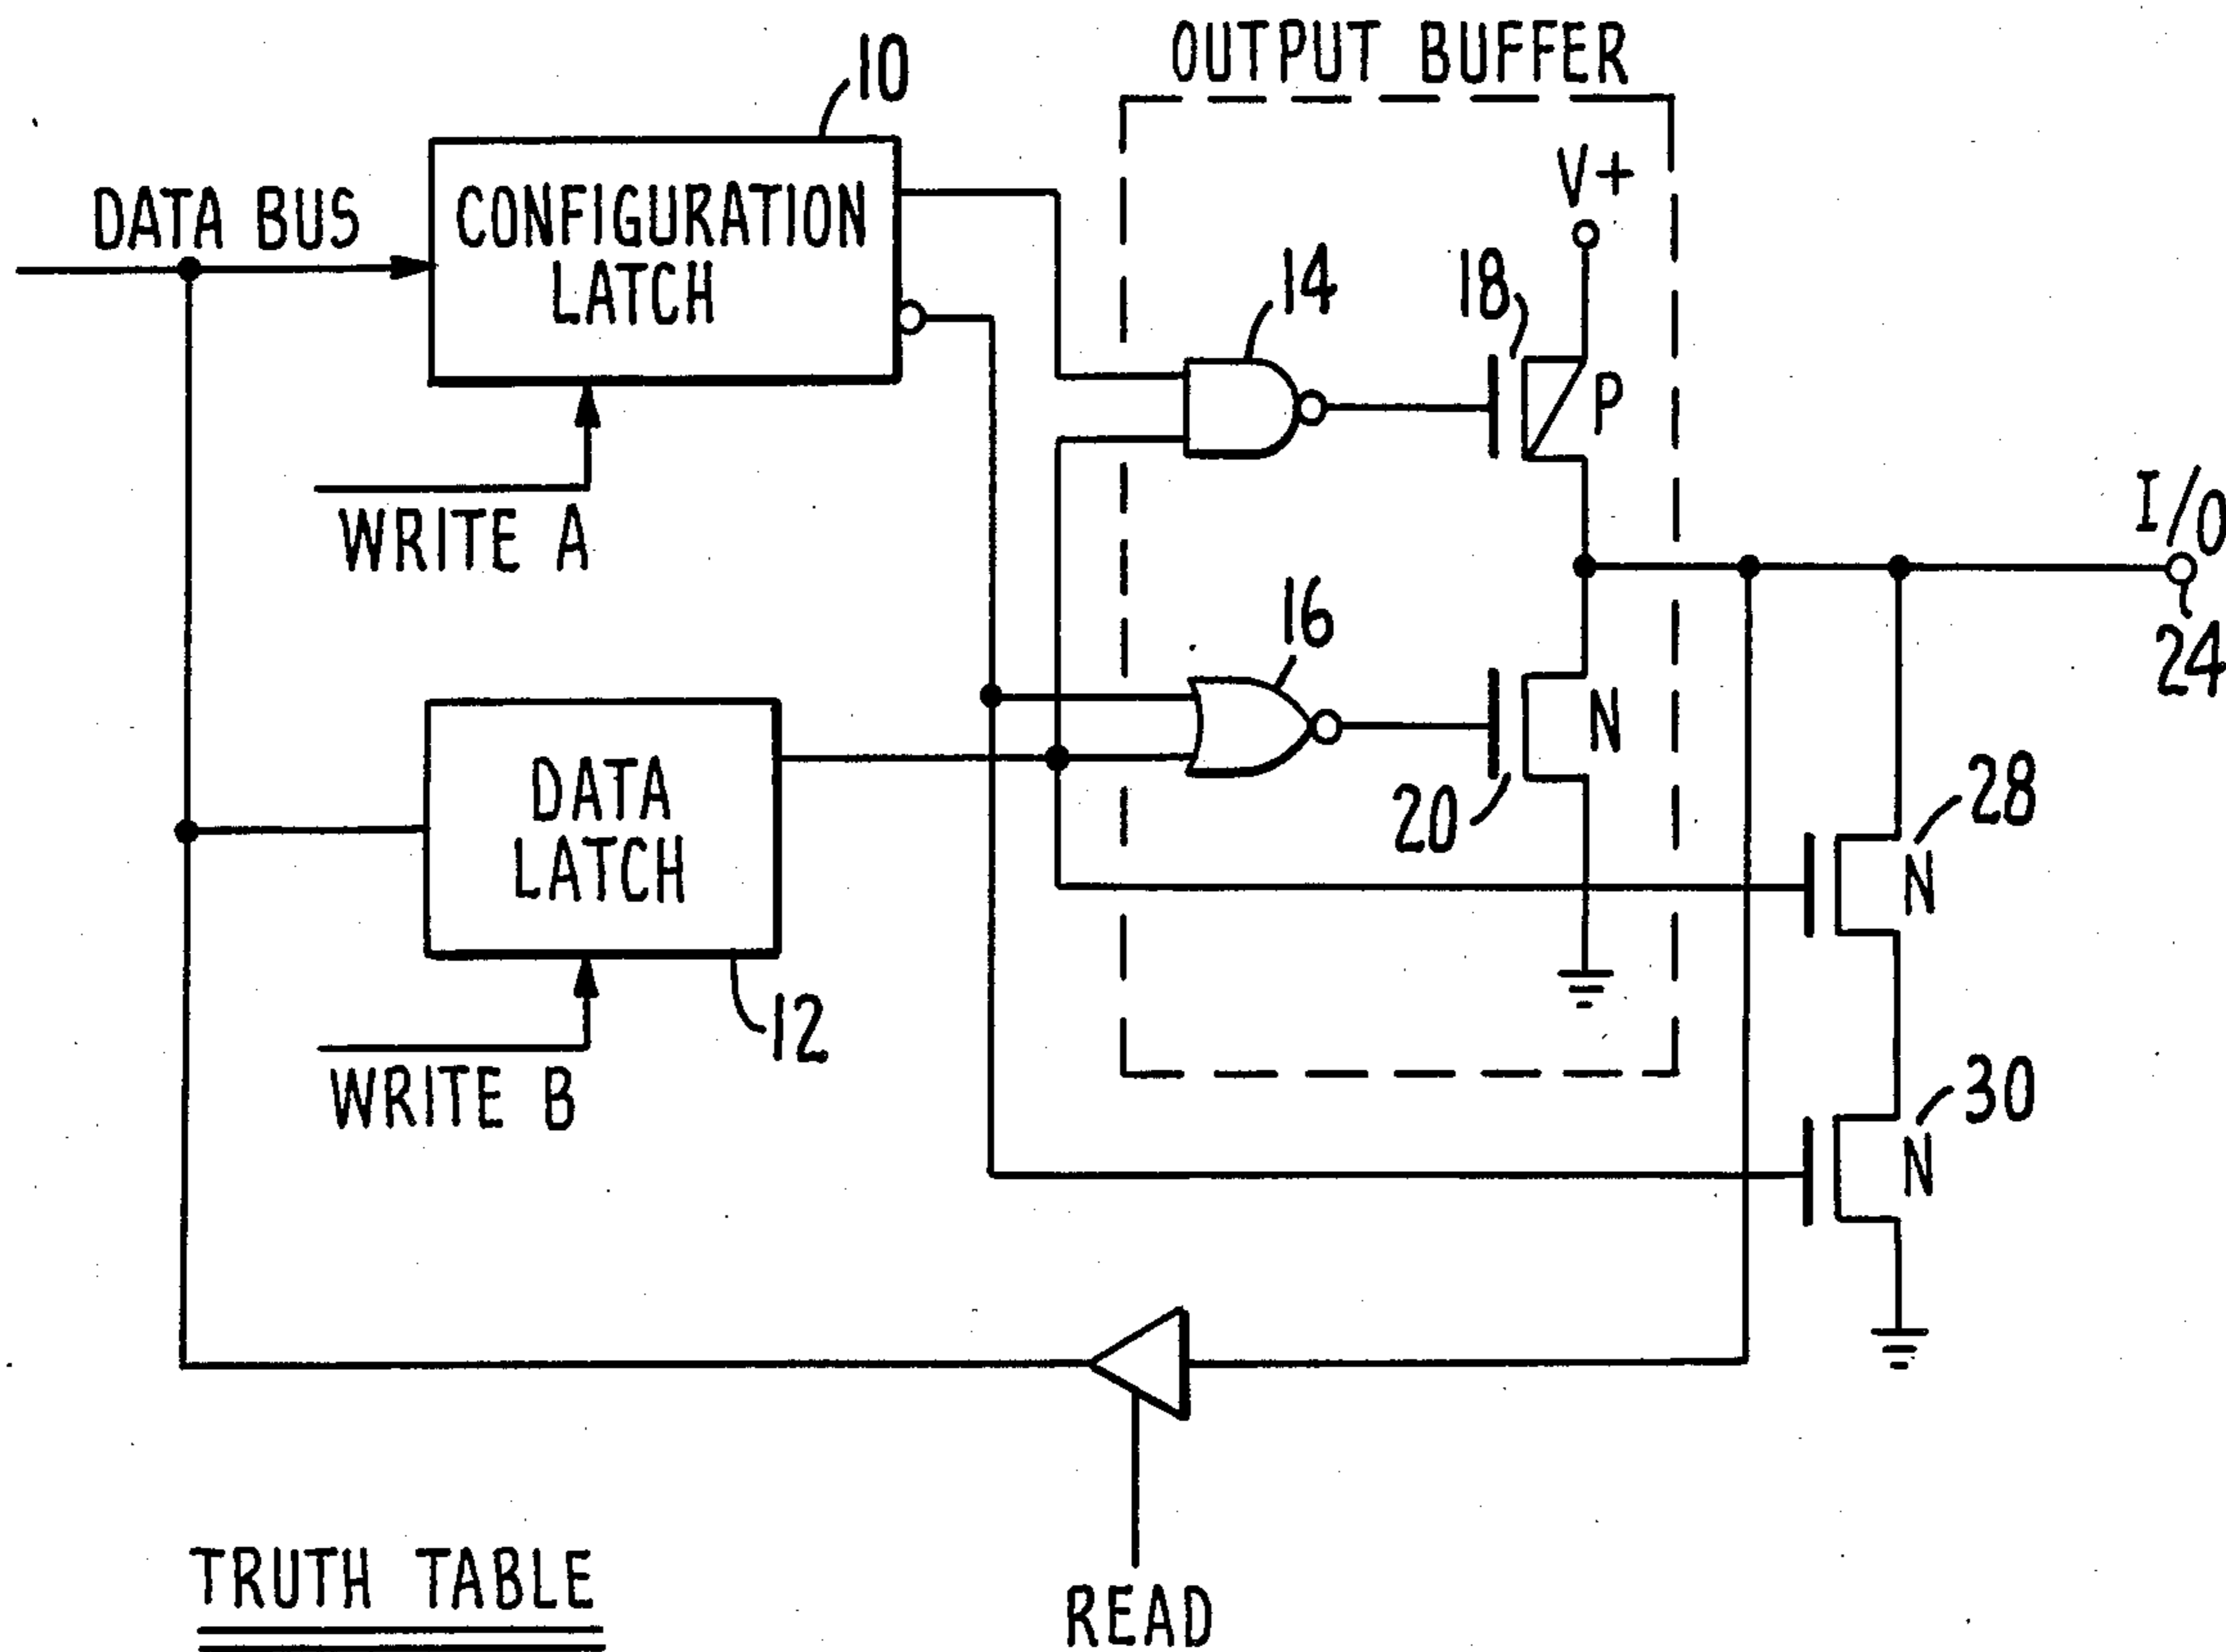 OUTPUT BUFFER
10
DATA BUS
CONFIGURATION
LATCH
V+
14
18
P
WRITE A
I/O
24
16
N
20
DATA
LATCH
28
N
12
WRITE B
30
N
READ
TRUTH TABLE